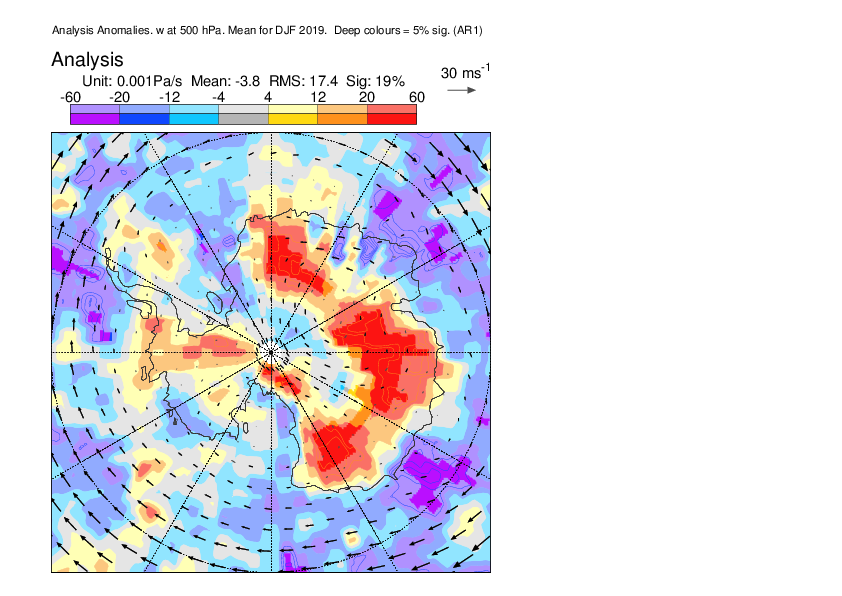 Analysis Anomalies. w at 500 hPa. Mean for DJF 2019.  Deep colours = 5% sig. (AR1)
Analysis
30 ms-1
Unit: 0.001Pa/s  Mean: -3.8  RMS: 17.4  Sig: 19%
-60 -20 -12 -4 4 12 20 60